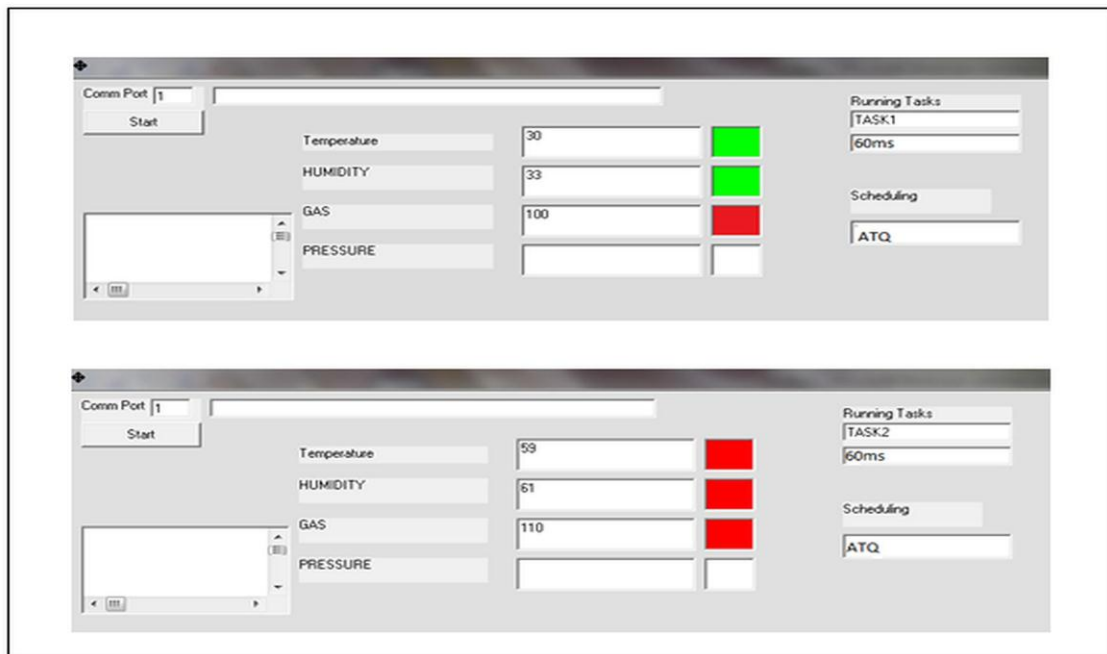 Comm Port 1
Start
Running Tasks
TASK1
60ms
Temperature 30
HUMIDITY 33
Scheduling
GAS 100
ATQ
PRESSURE
Comm Port 1
Start
Running Tasks
TASK2
60ms
Temperature 59
HUMIDITY 61
Scheduling
GAS 110
ATQ
PRESSURE